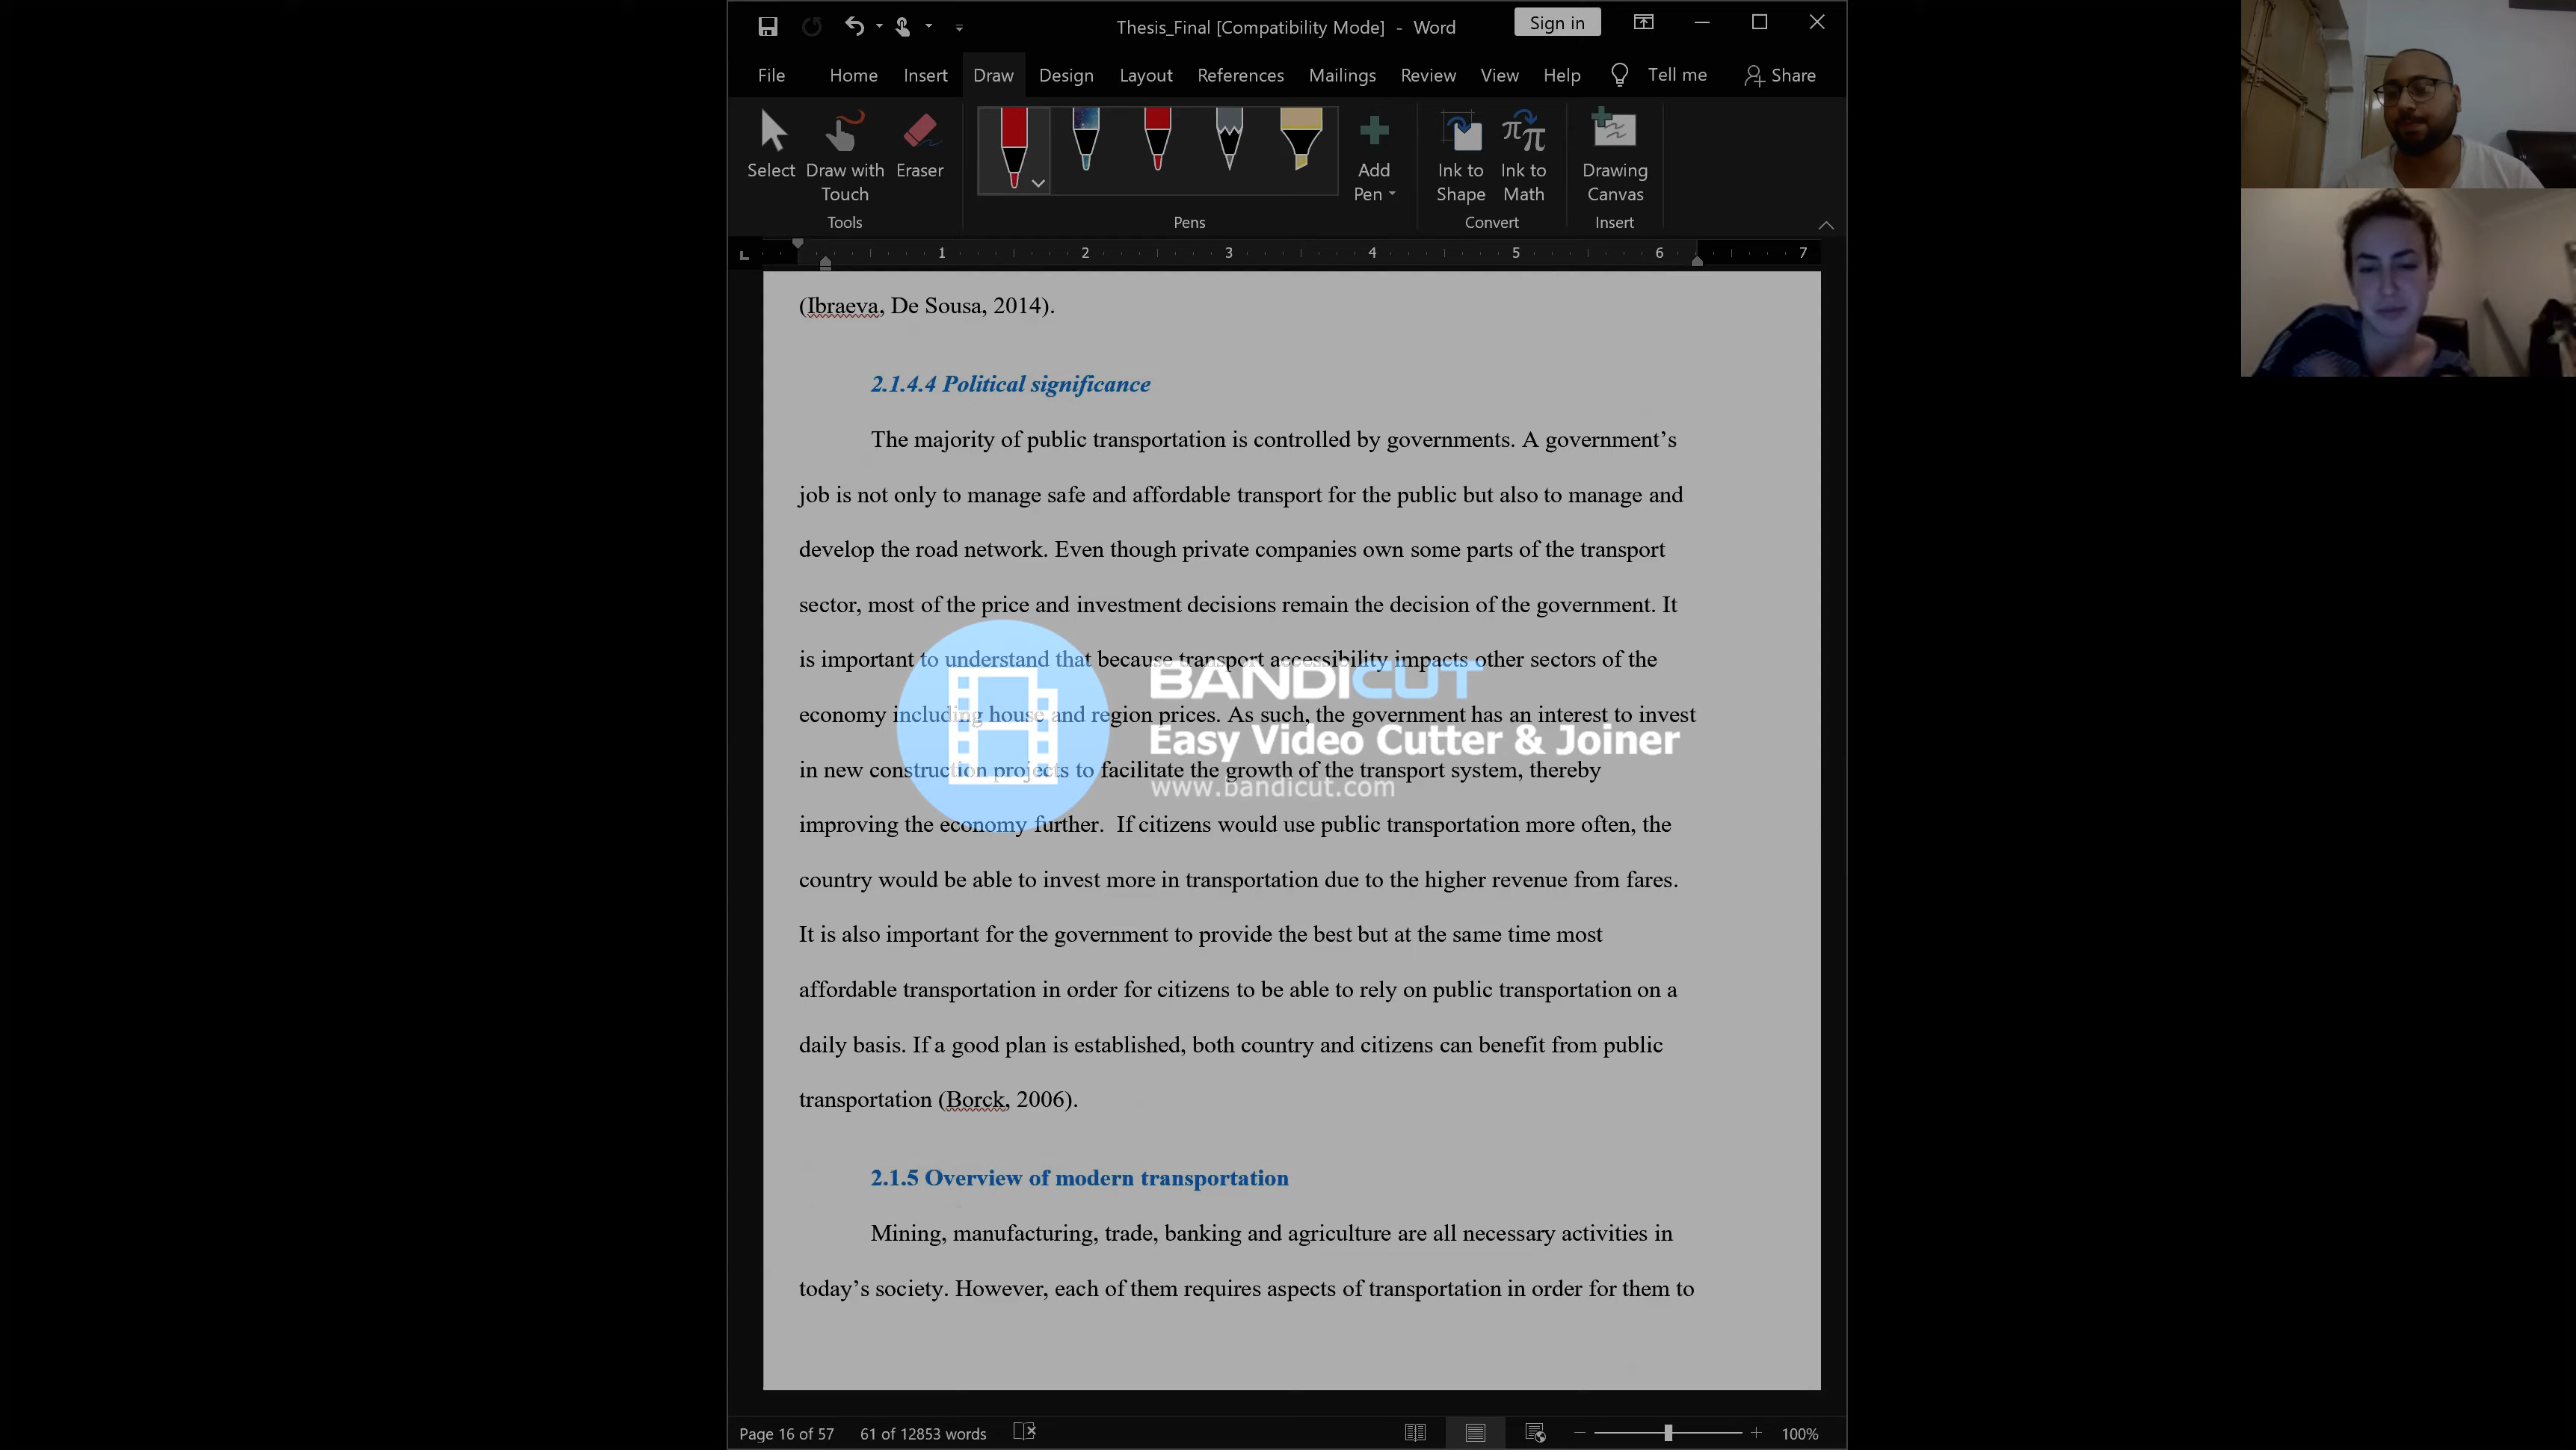 Thesis_Final [Compatibility Mode] - Word
Sign in
File Home Insert Draw Design Layout References Mailings Review View Help Tell me Share
Select Draw with Touch Eraser Add Pen Ink to Shape Ink to Math Drawing Canvas
Tools Pens Convert Insert
1 2 3 4 5 6 7
(Ibraeva, De Sousa, 2014).
2.1.4.4 Political significance
The majority of public transportation is controlled by governments. A government’s
job is not only to manage safe and affordable transport for the public but also to manage and
develop the road network. Even though private companies own some parts of the transport
sector, most of the price and investment decisions remain the decision of the government. It
is important to understand that because transport accessibility impacts other sectors of the
BANDICUT
economy including house and region prices. As such, the government has an interest to invest
Easy Video Cutter & Joiner
in new construction projects to facilitate the growth of the transport system, thereby
www.bandicut.com
improving the economy further.  If citizens would use public transportation more often, the
country would be able to invest more in transportation due to the higher revenue from fares.
It is also important for the government to provide the best but at the same time most
affordable transportation in order for citizens to be able to rely on public transportation on a
daily basis. If a good plan is established, both country and citizens can benefit from public
transportation (Borck, 2006).
2.1.5 Overview of modern transportation
Mining, manufacturing, trade, banking and agriculture are all necessary activities in
today’s society. However, each of them requires aspects of transportation in order for them to
Page 16 of 57 61 of 12853 words 100%